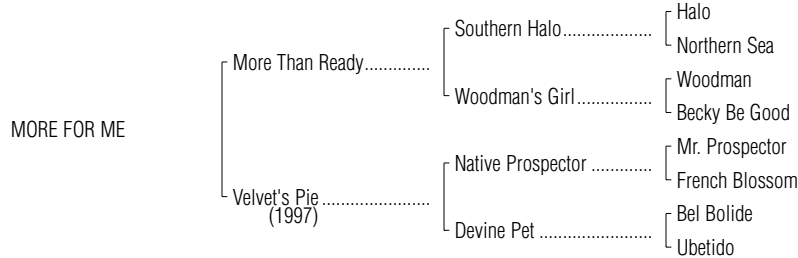 Halo
Southern Halo....................
Northern Sea
More Than Ready..............
Woodman
Woodman's Girl.................
Becky Be Good
MORE FOR ME
Mr. Prospector
Native Prospector ..............
French Blossom
Velvet's Pie .........................
(1997)
Bel Bolide
Devine Pet ..........................
Ubetido